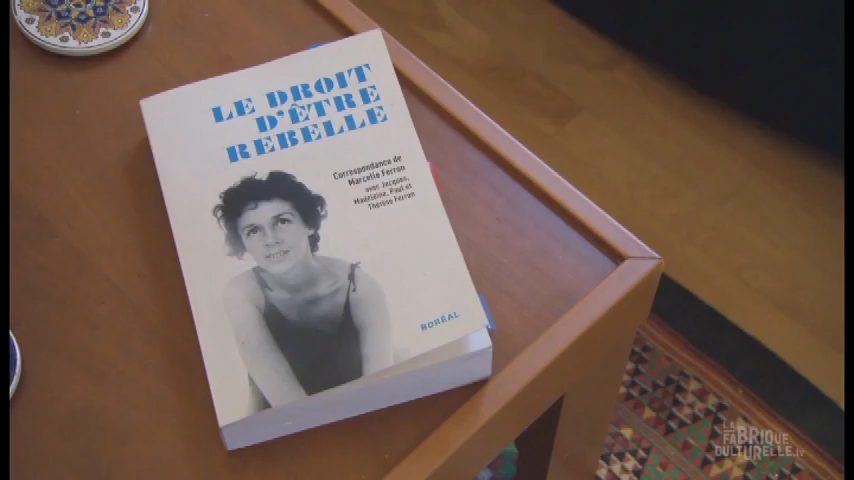 LE DROIT
D'ÊTRE
REBELLE
Correspondance de
Marcelle Ferron
avec Jacques,
Madeleine, Paul et
Thérèse Ferron
BORÉAL
LA
FABRIQUE
CULTURELLE.tv